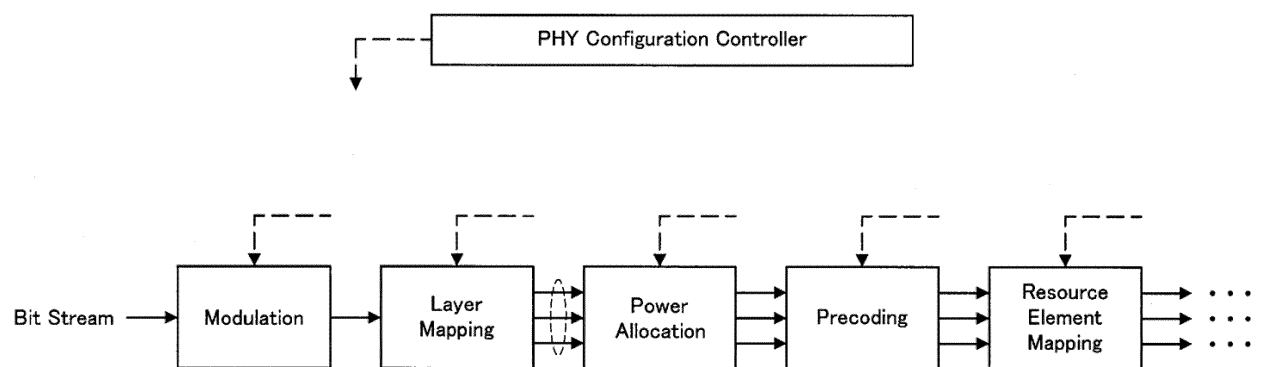 PHY Configuration Controller
Bit Stream
Modulation
Layer
Mapping
Power
Allocation
Precoding
Resource
Element
Mapping